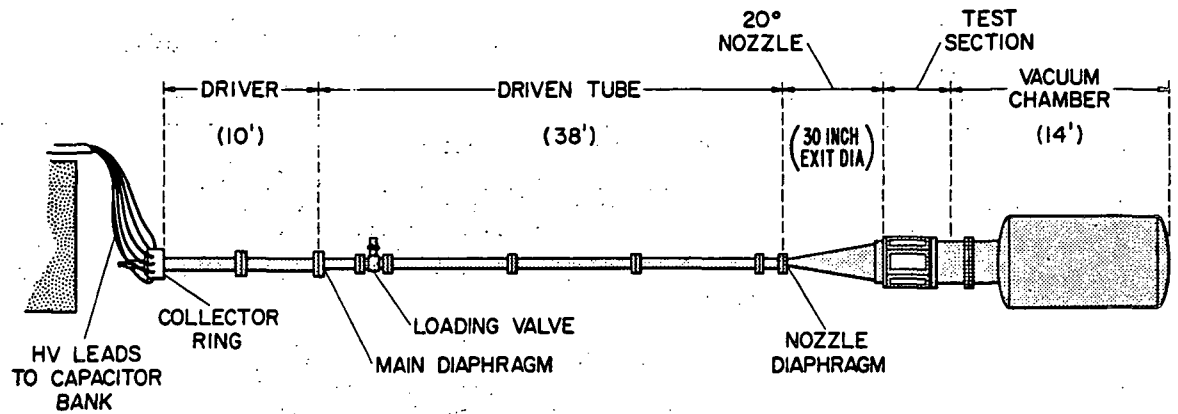 20°
NOZZLE
TEST
SECTION
DRIVER
(10')
DRIVEN TUBE
(38')
(30 INCH
EXIT DIA)
VACUUM
CHAMBER
(14')
COLLECTOR
RING
HV LEADS
TO CAPACITOR
BANK
LOADING VALVE
MAIN DIAPHRAGM
NOZZLE
DIAPHRAGM